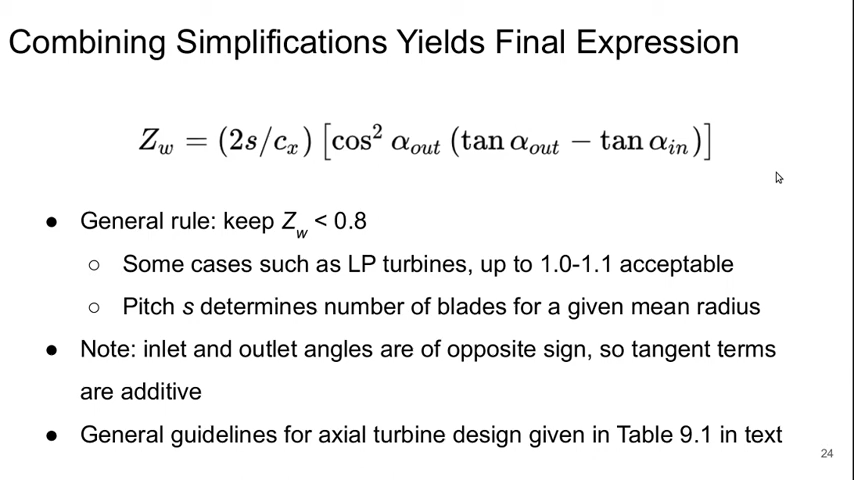 Combining Simplifications Yields Final Expression
Z_w = (2s/c_x) [cos² α_out (tan α_out − tan α_in)]
● General rule: keep Z_w < 0.8
○ Some cases such as LP turbines, up to 1.0-1.1 acceptable
○ Pitch s determines number of blades for a given mean radius
● Note: inlet and outlet angles are of opposite sign, so tangent terms
are additive
● General guidelines for axial turbine design given in Table 9.1 in text
24